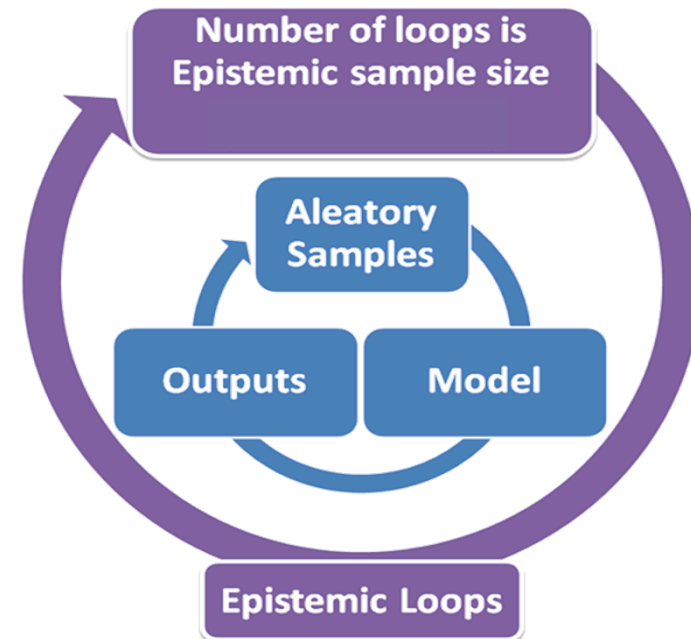 Number of loops is
Epistemic sample size
Aleatory
Samples
Outputs
Model
Epistemic Loops